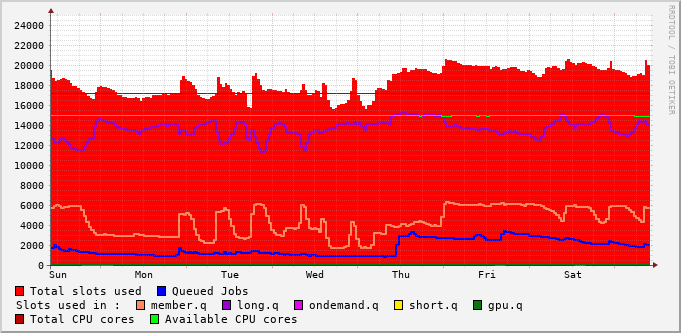 24000
22000
20000
18000
16000
14000
12000
10000
8000
6000
4000
2000
0
Sun Mon Tue Wed Thu Fri Sat
RRDTOOL / TOBI OETIKER
Total slots used Queued Jobs
Slots used in : member.q long.q ondemand.q short.q gpu.q
Total CPU cores Available CPU cores